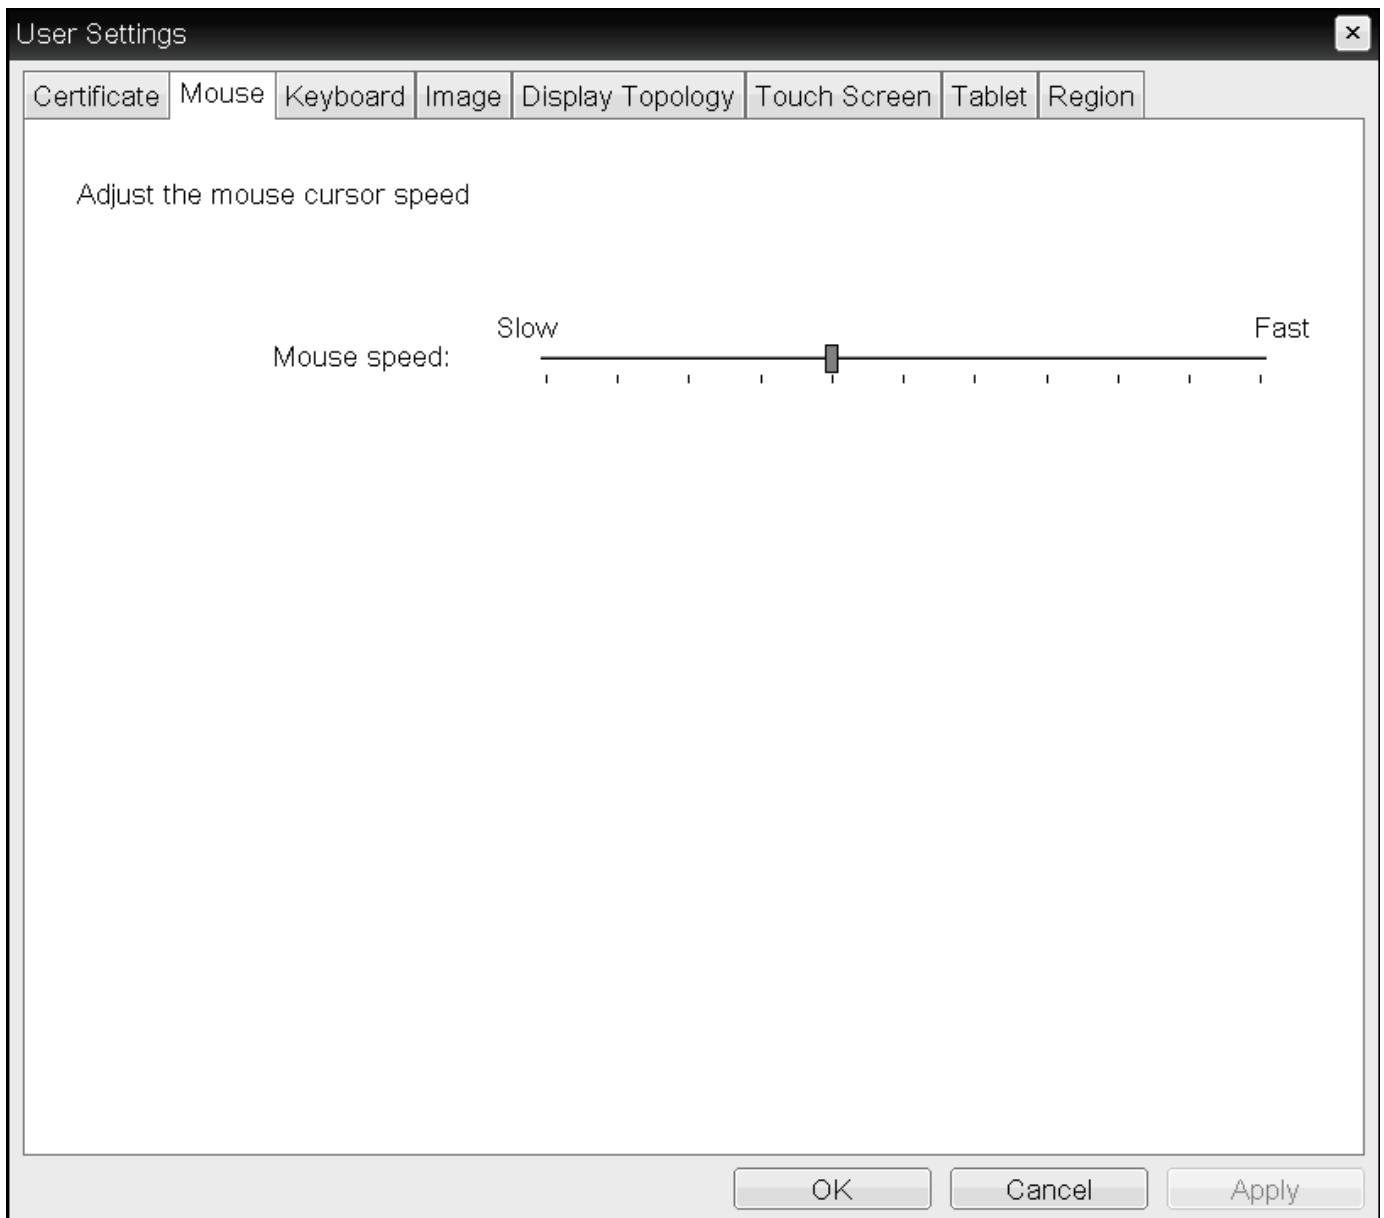 User Settings
Certificate Mouse Keyboard Image Display Topology Touch Screen Tablet Region
Adjust the mouse cursor speed
Slow Fast
Mouse speed:
OK Cancel Apply